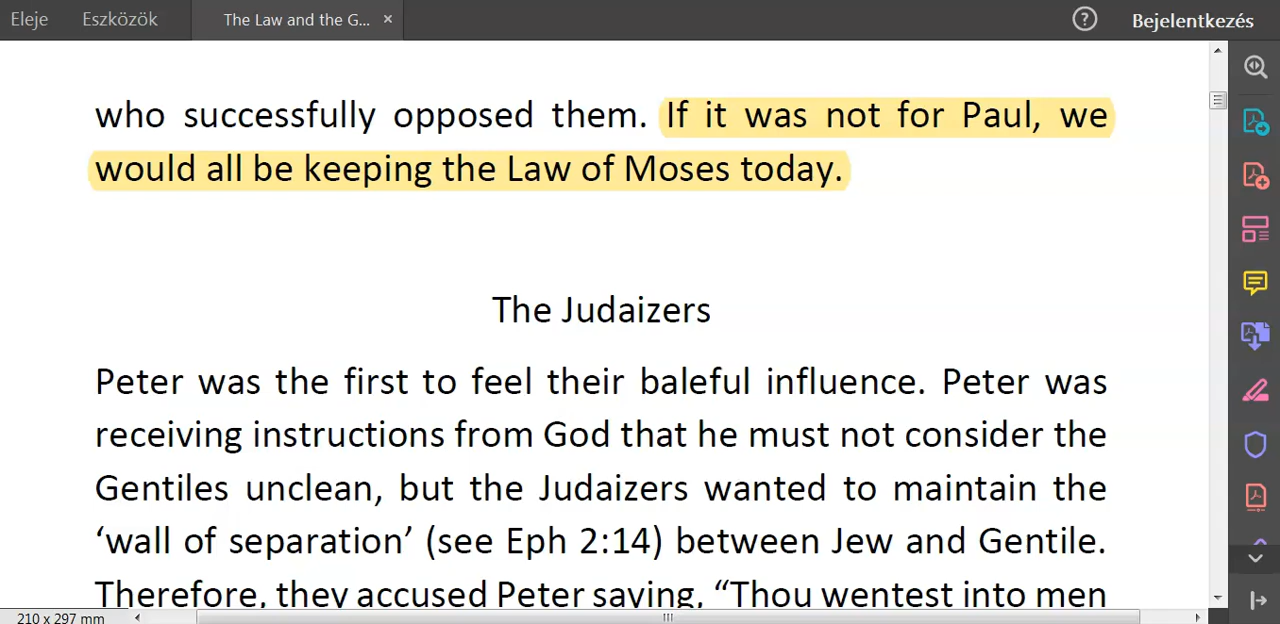 Eleje Eszközök The Law and the G... × ? Bejelentkezés
who successfully opposed them. If it was not for Paul, we
would all be keeping the Law of Moses today.
The Judaizers
Peter was the first to feel their baleful influence. Peter was
receiving instructions from God that he must not consider the
Gentiles unclean, but the Judaizers wanted to maintain the
‘wall of separation’ (see Eph 2:14) between Jew and Gentile.
Therefore, they accused Peter saying, “Thou wentest into men
210 x 297 mm